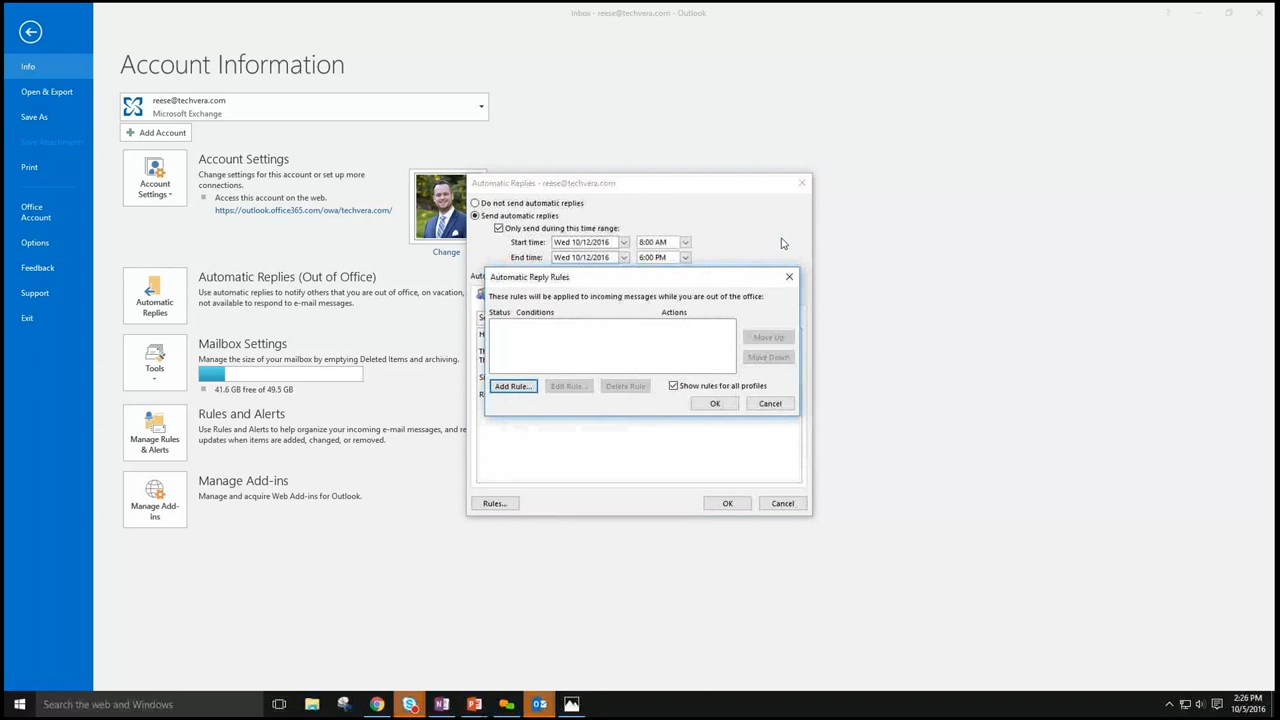 Inbox - reese@techvera.com - Outlook
?
Info
Open & Export
Save As
Save Attachments
Print
Office
Account
Options
Feedback
Support
Exit
Account Information
reese@techvera.com
Microsoft Exchange
Add Account
Account
Settings
Account Settings
Change settings for this account or set up more
connections.
Access this account on the web.
https://outlook.office365.com/owa/techvera.com/
Change
Automatic
Replies
Automatic Replies (Out of Office)
Use automatic replies to notify others that you are out of office, on vacation,
not available to respond to e-mail messages.
Tools
Mailbox Settings
Manage the size of your mailbox by emptying Deleted Items and archiving.
41.6 GB free of 49.5 GB
Manage Rules
& Alerts
Rules and Alerts
Use Rules and Alerts to help organize your incoming e-mail messages, and re
updates when items are added, changed, or removed.
Manage Add-
ins
Manage Add-ins
Manage and acquire Web Add-ins for Outlook.
Automatic Replies - reese@techvera.com
Do not send automatic replies
Send automatic replies
Only send during this time range:
Start time: Wed 10/12/2016 8:00 AM
End time: Wed 10/12/2016 6:00 PM
Automatic Reply Rules
These rules will be applied to incoming messages while you are out of the office:
Status Conditions Actions
Move Up
Move Down
Add Rule... Edit Rule... Delete Rule Show rules for all profiles
OK Cancel
Rules... OK Cancel
Search the web and Windows
2:26 PM
10/5/2016